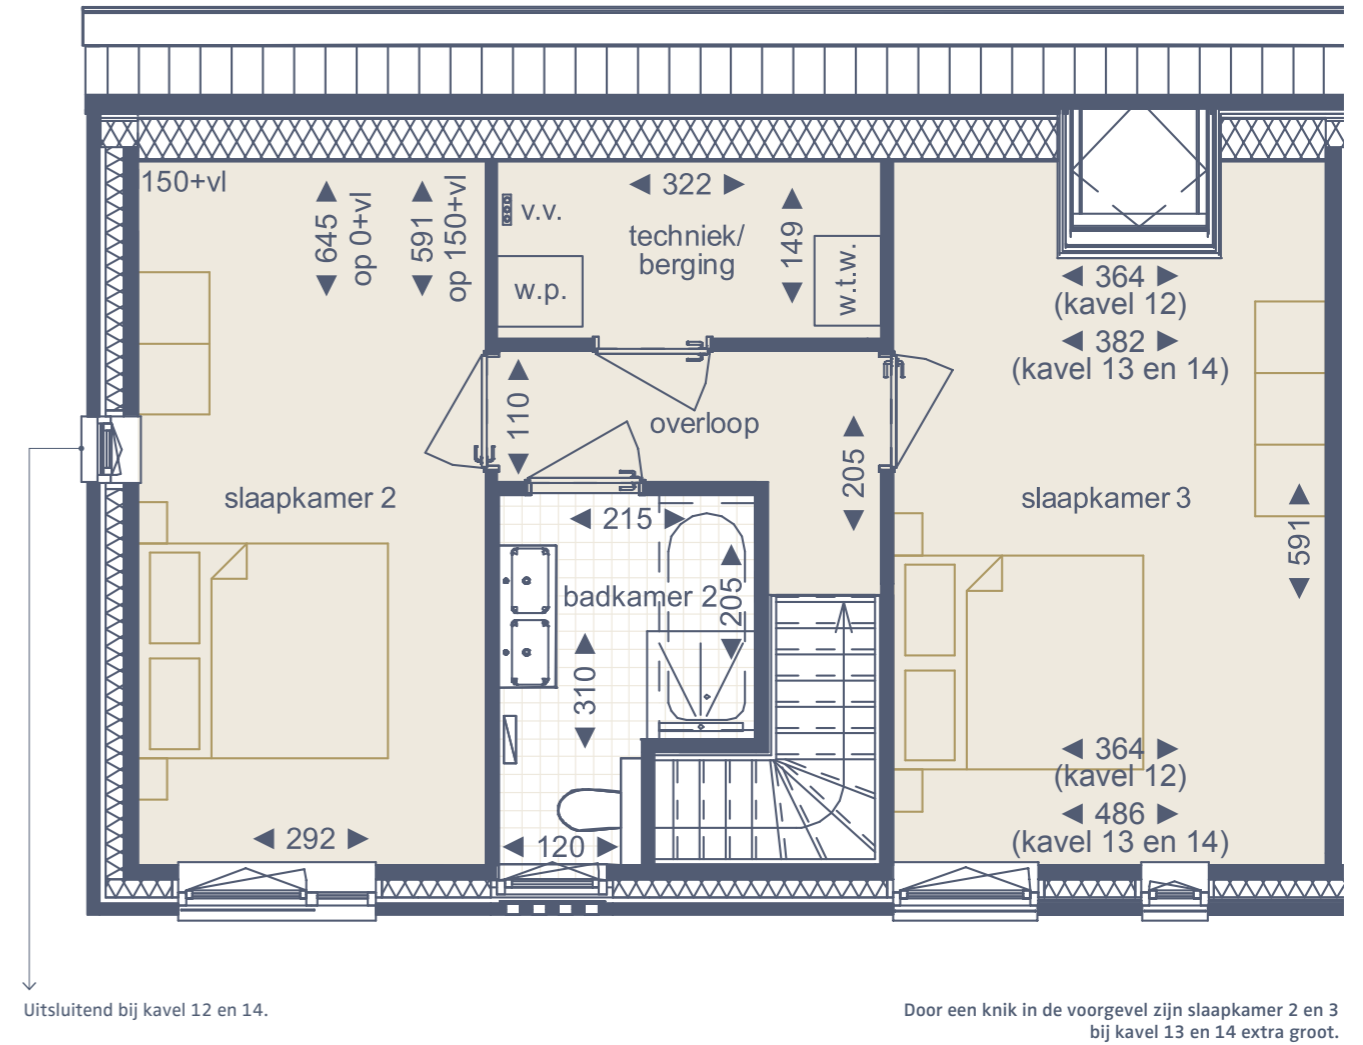 150+vl
645
op 0+vl
591
op 150+vl
v.v.
322
techniek/
berging
149
w.p.
w.t.w.
364
(kavel 12)
382
(kavel 13 en 14)
110
overloop
205
slaapkamer 2
slaapkamer 3
215
591
badkamer 2
205
310
364
(kavel 12)
486
(kavel 13 en 14)
292
120
Uitsluitend bij kavel 12 en 14.
Door een knik in de voorgevel zijn slaapkamer 2 en 3
bij kavel 13 en 14 extra groot.